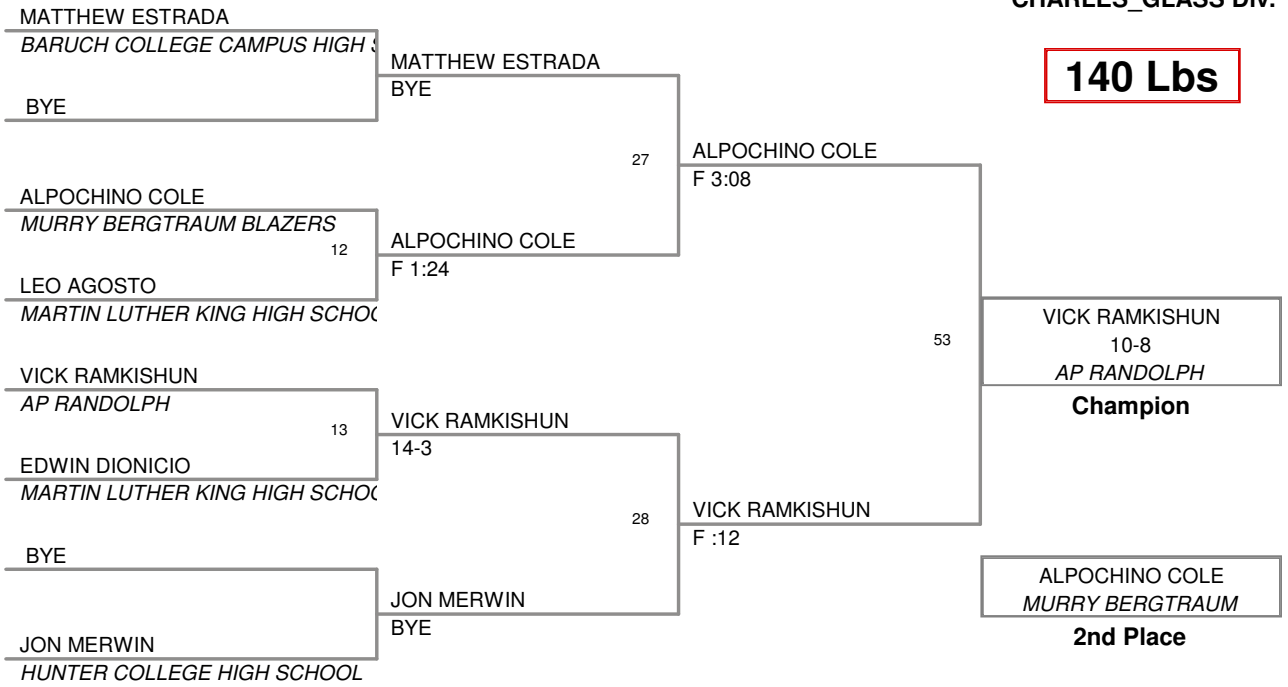 CHARLES_GLASS DIV.
140 Lbs
MATTHEW ESTRADA
BARUCH COLLEGE CAMPUS HIGH
BYE
ALPOCHINO COLE
MURRY BERGTRAUM BLAZERS
12
LEO AGOSTO
MARTIN LUTHER KING HIGH SCHOO
VICK RAMKISHUN
AP RANDOLPH
13
EDWIN DIONICIO
MARTIN LUTHER KING HIGH SCHOO
BYE
JON MERWIN
HUNTER COLLEGE HIGH SCHOOL
MATTHEW ESTRADA
BYE
27
ALPOCHINO COLE
F 1:24
VICK RAMKISHUN
14-3
28
JON MERWIN
BYE
ALPOCHINO COLE
F 3:08
53
VICK RAMKISHUN
F :12
VICK RAMKISHUN
10-8
AP RANDOLPH
Champion
ALPOCHINO COLE
MURRY BERGTRAUM
2nd Place